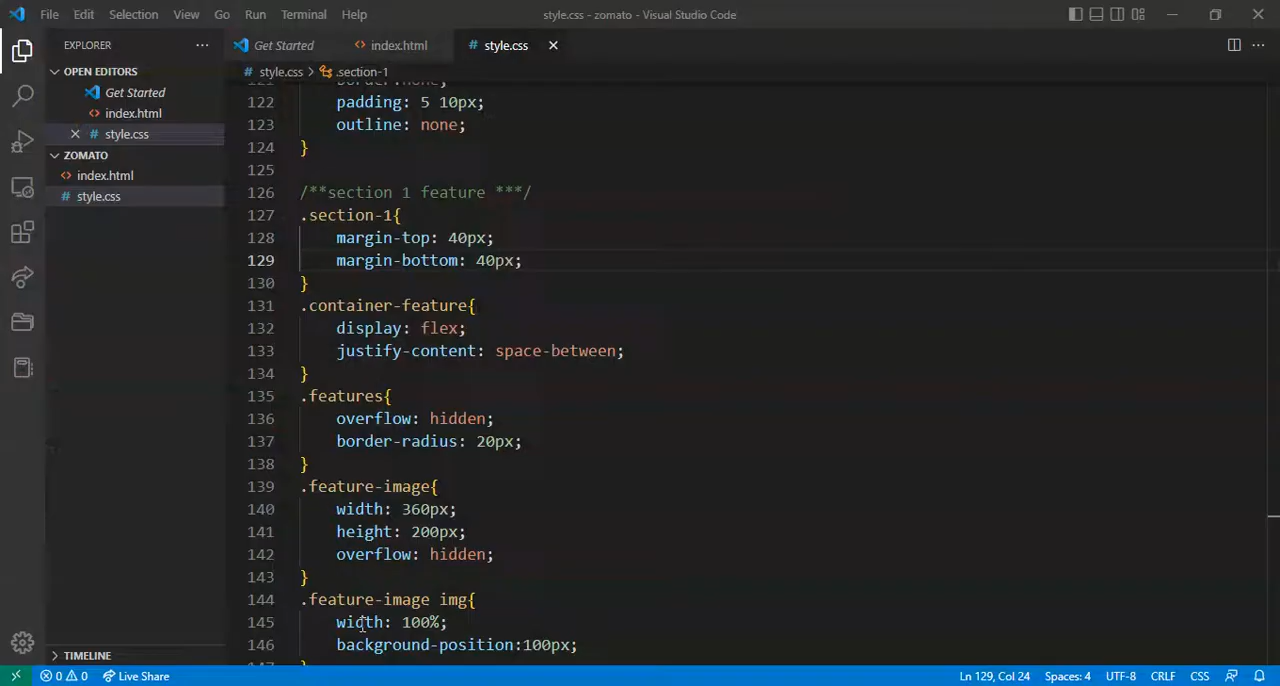 File Edit Selection View Go Run Terminal Help
style.css - zomato - Visual Studio Code
EXPLORER
Get Started
index.html
style.css
OPEN EDITORS
Get Started
index.html
style.css
ZOMATO
index.html
style.css
TIMELINE
# style.css > .section-1
122 padding: 5 10px;
123 outline: none;
124 }
125
126 /**section 1 feature ***/
127 .section-1{
128 margin-top: 40px;
129 margin-bottom: 40px;
130 }
131 .container-feature{
132 display: flex;
133 justify-content: space-between;
134 }
135 .features{
136 overflow: hidden;
137 border-radius: 20px;
138 }
139 .feature-image{
140 width: 360px;
141 height: 200px;
142 overflow: hidden;
143 }
144 .feature-image img{
145 width: 100%;
146 background-position:100px;
0 0 Live Share
Ln 129, Col 24 Spaces: 4 UTF-8 CRLF CSS